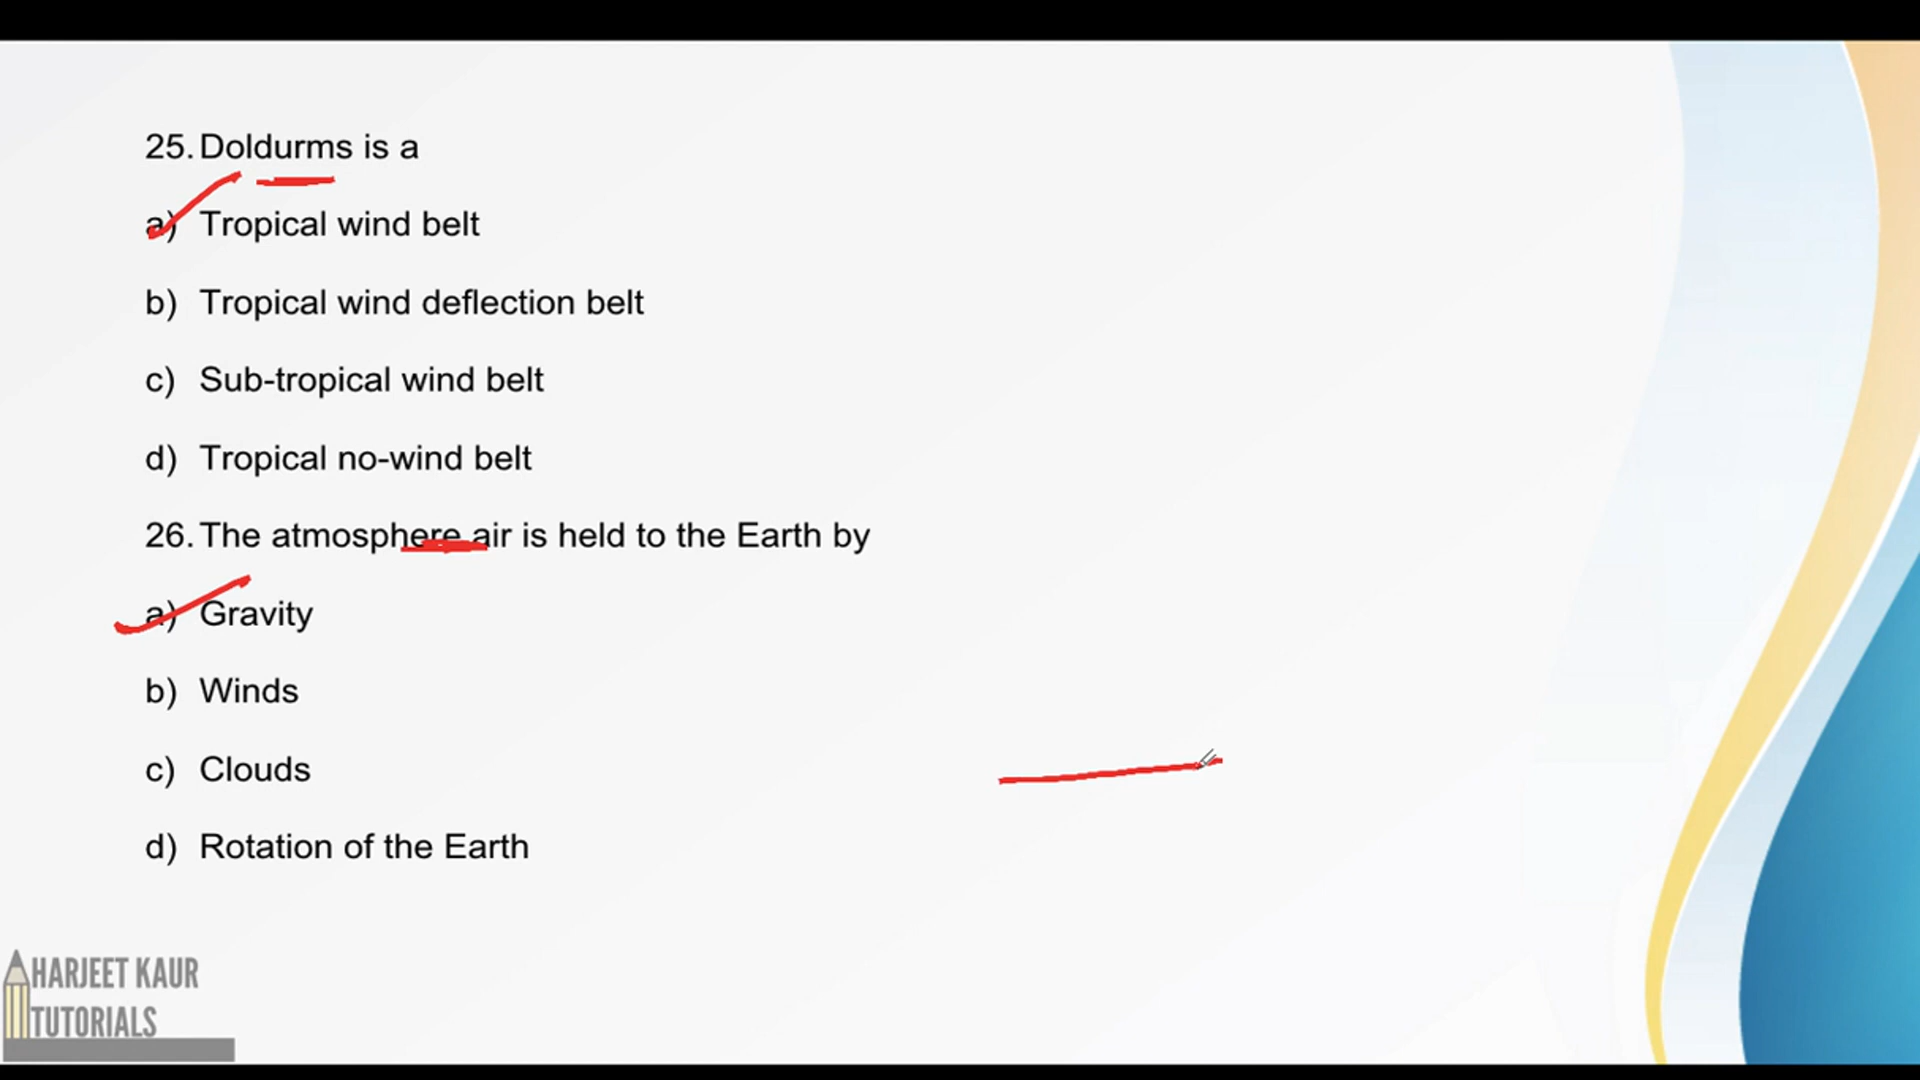 25. Doldurms is a
a) Tropical wind belt
b) Tropical wind deflection belt
c) Sub-tropical wind belt
d) Tropical no-wind belt
26. The atmosphere air is held to the Earth by
a) Gravity
b) Winds
c) Clouds
d) Rotation of the Earth
HARJEET KAUR
TUTORIALS